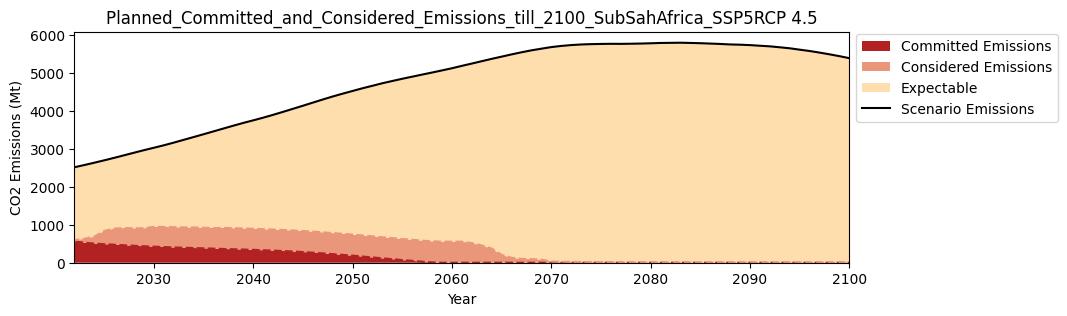 Planned_Committed_and_Considered_Emissions_till_2100_SubSahAfrica_SSP5RCP 4.5
6000
5000
4000
3000
2000
1000
0
CO2 Emissions (Mt)
2030 2040 2050 2060 2070 2080 2090 2100
Year
Committed Emissions
Considered Emissions
Expectable
Scenario Emissions